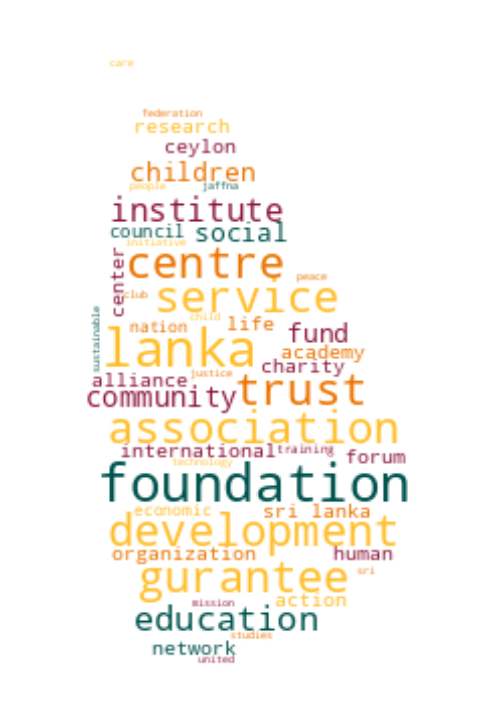 care
federation
research
ceylon
children
people jaffna
institute
council social
initiative
center
centre
peace
club service
child
sustainable
nation life fund
lanka academy
charity
justice
alliance
community trust
association
international training forum
technology
foundation
economic sri lanka
development
organization human
gurantee sri
mission action
education
studies
network
united